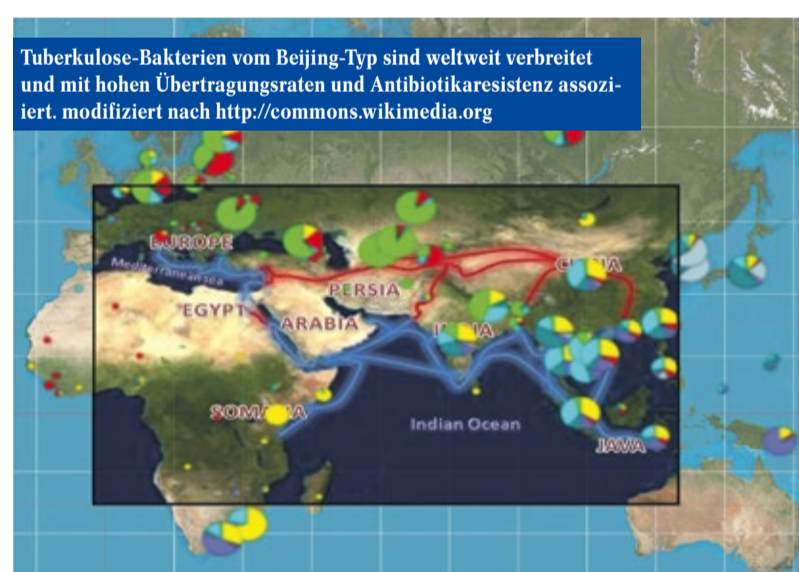 Tuberkulose-Bakterien vom Beijing-Typ sind weltweit verbreitet
und mit hohen Übertragungsraten und Antibiotikaresistenz assozi-
iert. modifiziert nach http://commons.wikimedia.org
EUROPE
CHINA
Mediterranean sea
PERSIA
EGYPT
ARABIA
INDIA
SOMALIA
Indian Ocean
JAVA